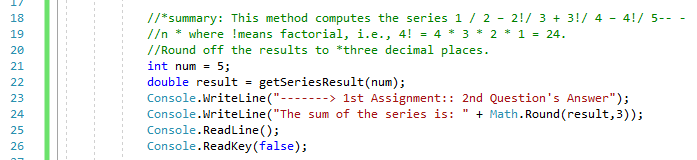 18 //*summary: This method computes the series 1 / 2 – 2!/ 3 + 3!/ 4 – 4!/ 5-- -
19 //n * where !means factorial, i.e., 4! = 4 * 3 * 2 * 1 = 24.
20 //Round off the results to *three decimal places.
21 int num = 5;
22 double result = getSeriesResult(num);
23 Console.WriteLine("-------> 1st Assignment:: 2nd Question's Answer");
24 Console.WriteLine("The sum of the series is: " + Math.Round(result,3));
25 Console.ReadLine();
26 Console.ReadKey(false);